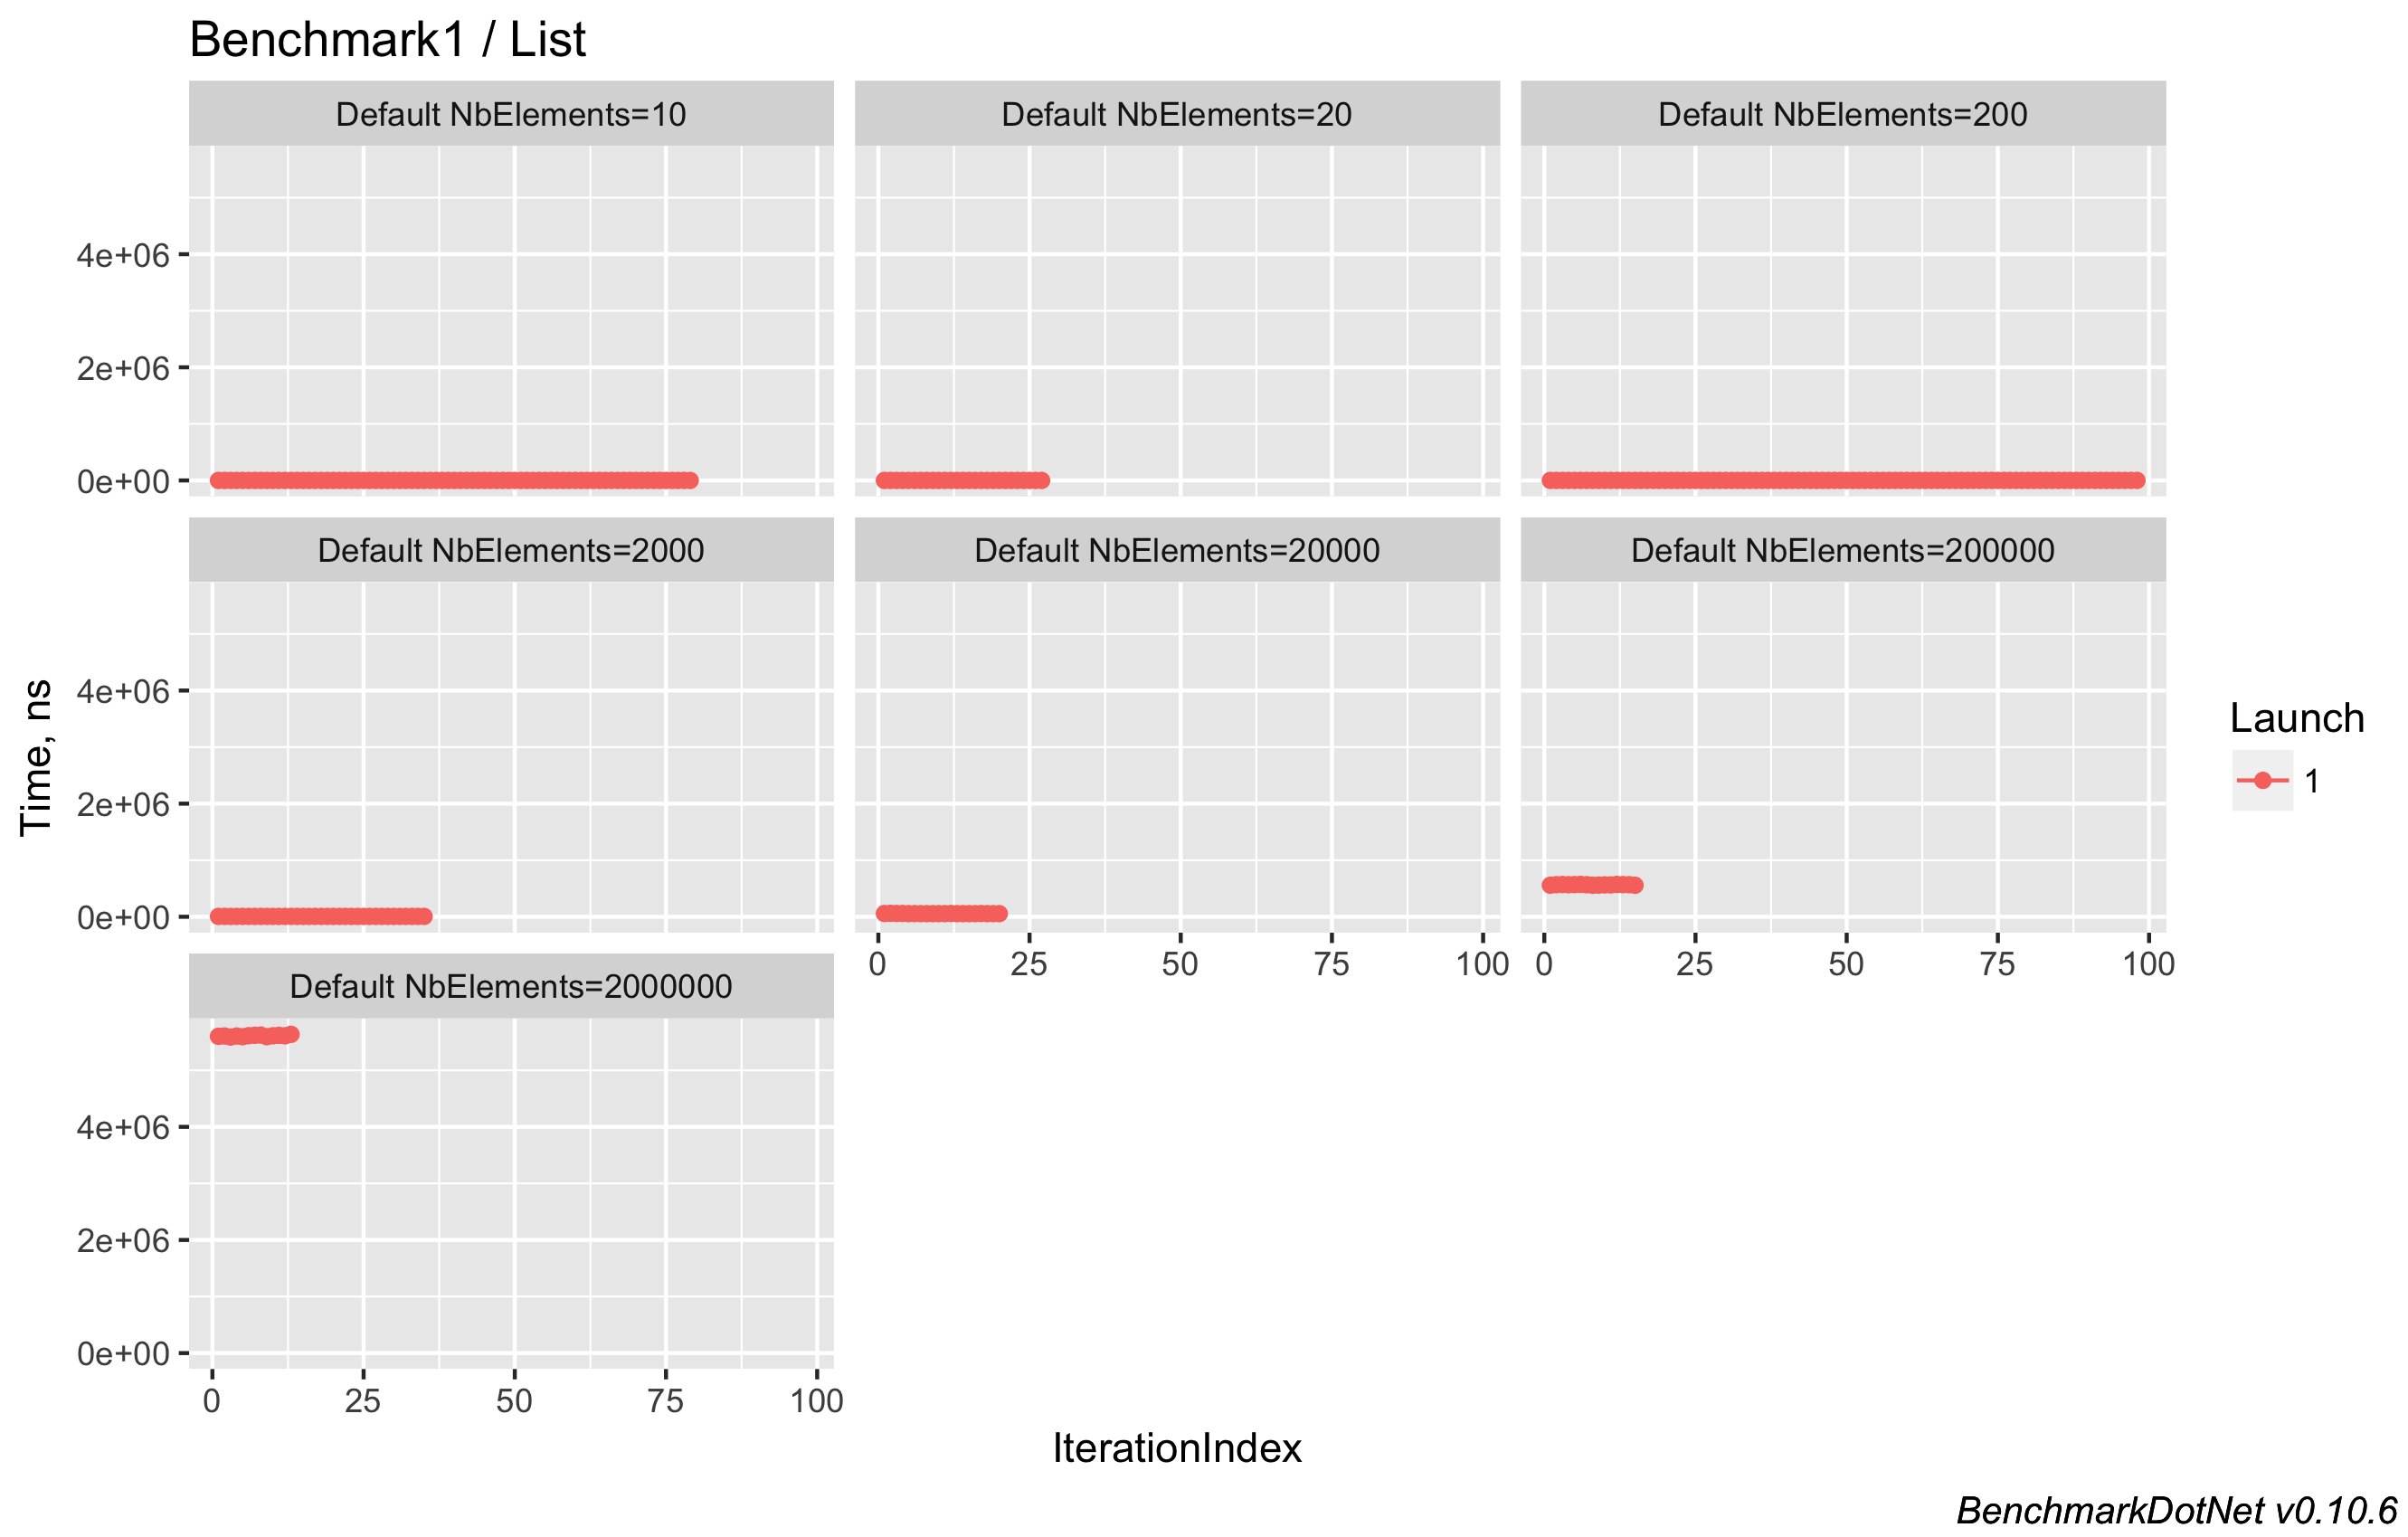 Benchmark1 / List
Default NbElements=10
Default NbElements=20
Default NbElements=200
4e+06
2e+06
0e+00
Default NbElements=2000
Default NbElements=20000
Default NbElements=200000
4e+06
2e+06
0e+00
0 25 50 75 100
0 25 50 75 100
Default NbElements=2000000
4e+06
2e+06
0e+00
0 25 50 75 100
Time, ns
IterationIndex
Launch
1
BenchmarkDotNet v0.10.6